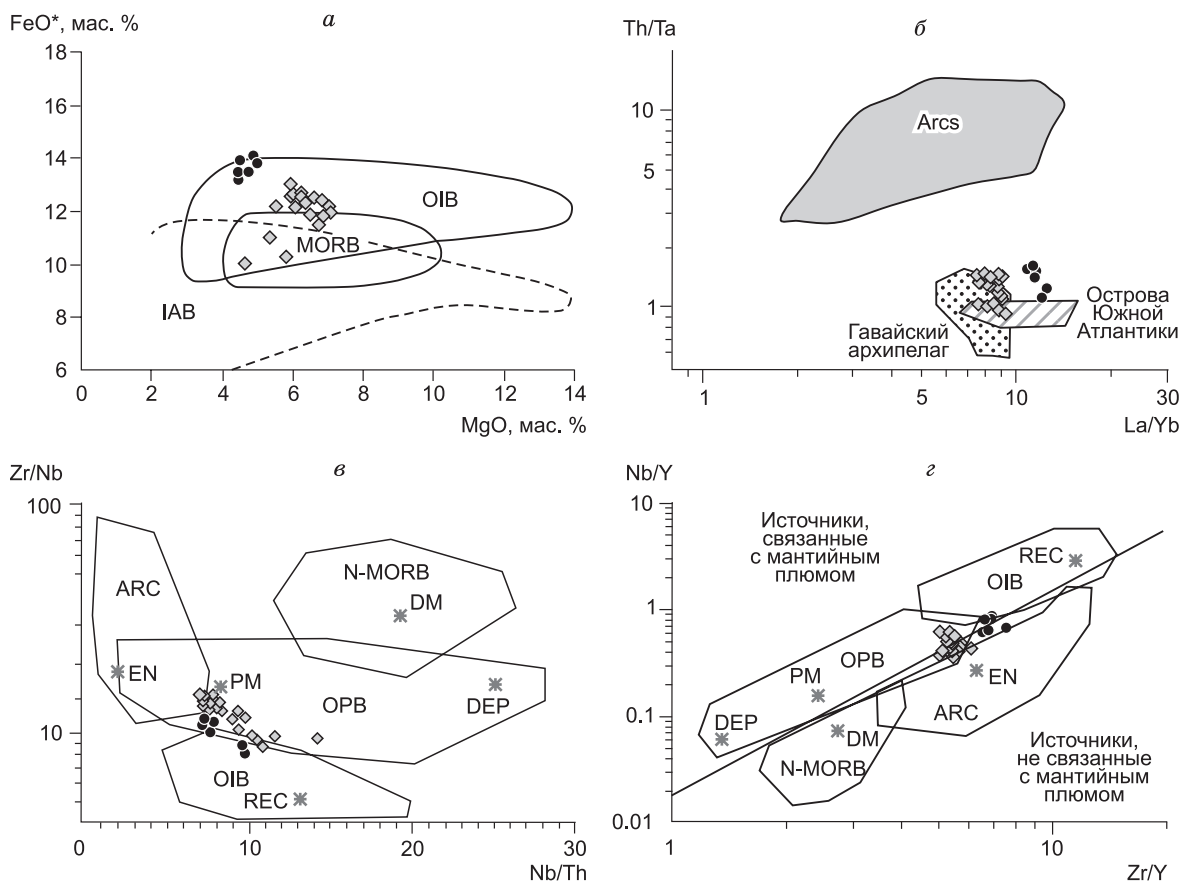 FeO*, мас. %
а
18
16
14
12
10
8
6
OIB
MORB
IAB
0
2
4
6
8
10
12
14
MgO, мас. %
Th/Ta
б
10
5
1
Arcs
Гавайский
архипелаг
Острова
Южной
Атлантики
1
5
10
30
La/Yb
Zr/Nb
в
100
10
ARC
N-MORB
DM
EN
PM
OPB
DEP
OIB
REC
0
10
20
30
Nb/Th
Nb/Y
г
10
1
0.1
0.01
Источники,
связанные
с мантийным
плюмом
REC
OIB
OPB
PM
EN
DEP
DM
ARC
N-MORB
Источники,
не связанные
с мантийным
плюмом
1
10
Zr/Y